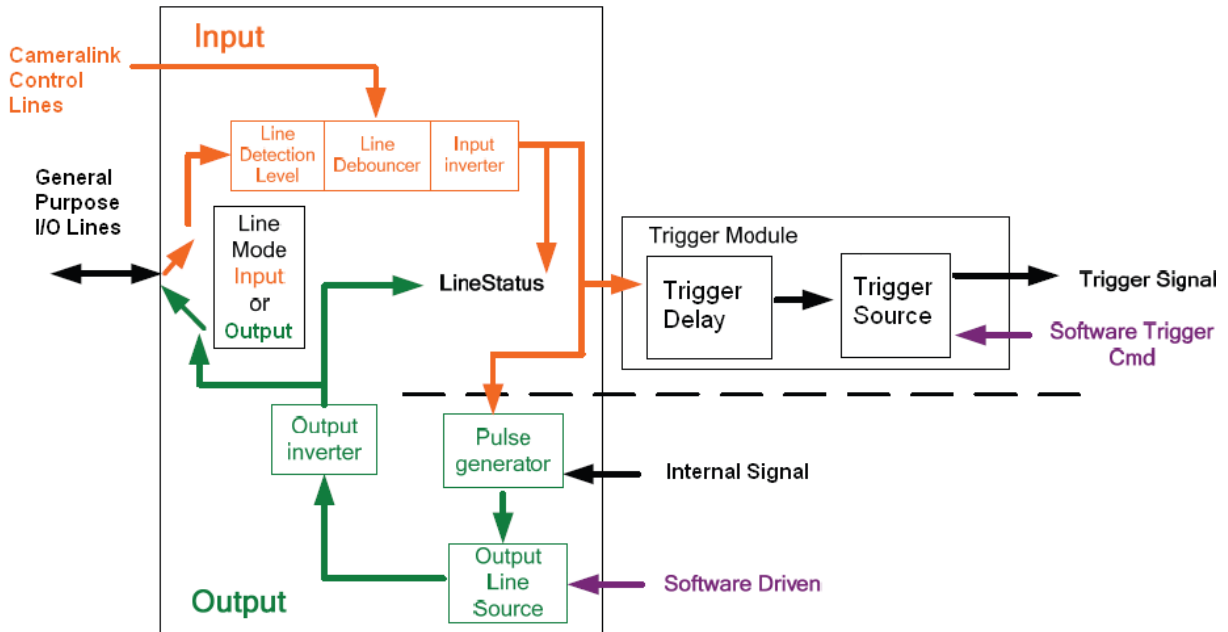 Input
Cameralink
Control
Lines
Line
Detection
Level
Line
Debouncer
Input
inverter
General
Purpose
I/O Lines
Line
Mode
Input
or
Output
LineStatus
Trigger Module
Trigger
Delay
Trigger
Source
Trigger Signal
Software Trigger
Cmd
Output
inverter
Pulse
generator
Internal Signal
Output
Line
Source
Software Driven
Output